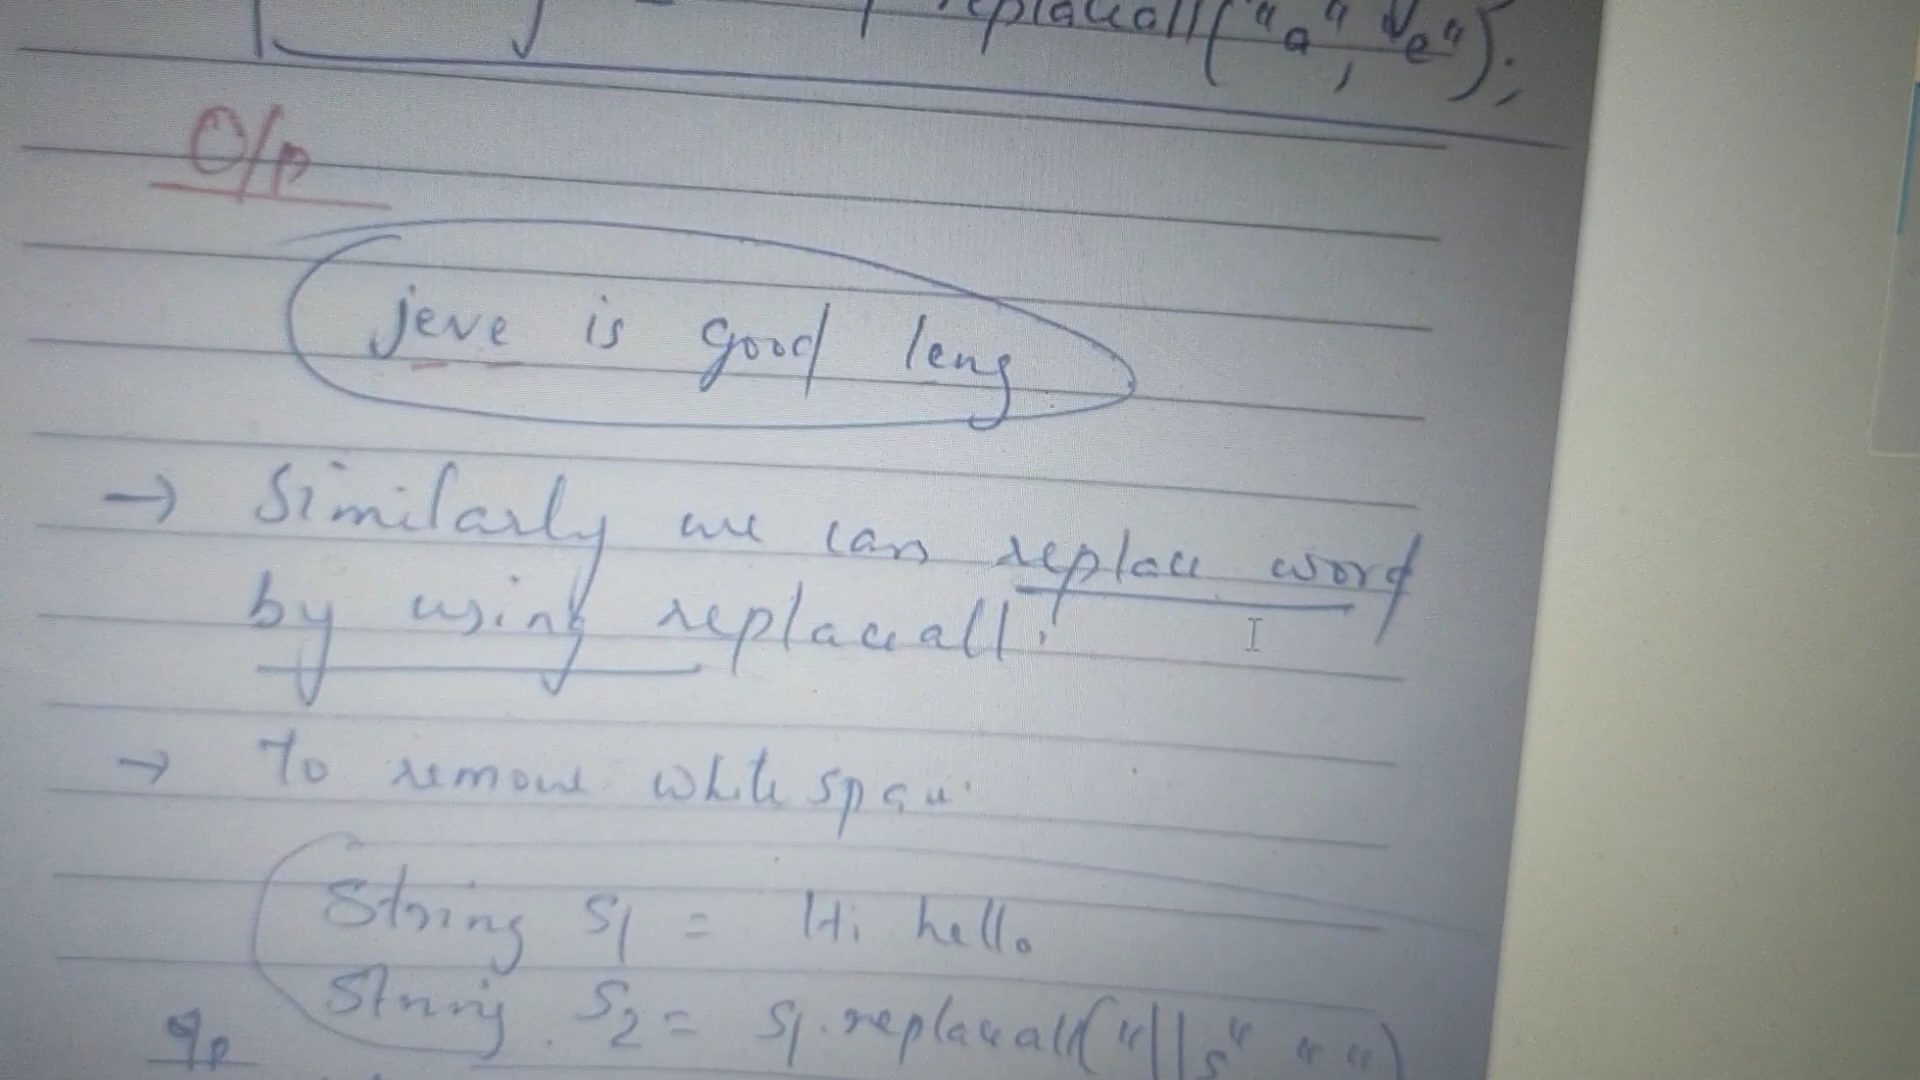 replaceall("a", "e");
O/p
jeve is good leng
→ Similarly we can replace word
by using replaceall.
→ To remove white space.
String S1 = Hi hello
String S2 = S1.replaceall("\\s" "")
O/p